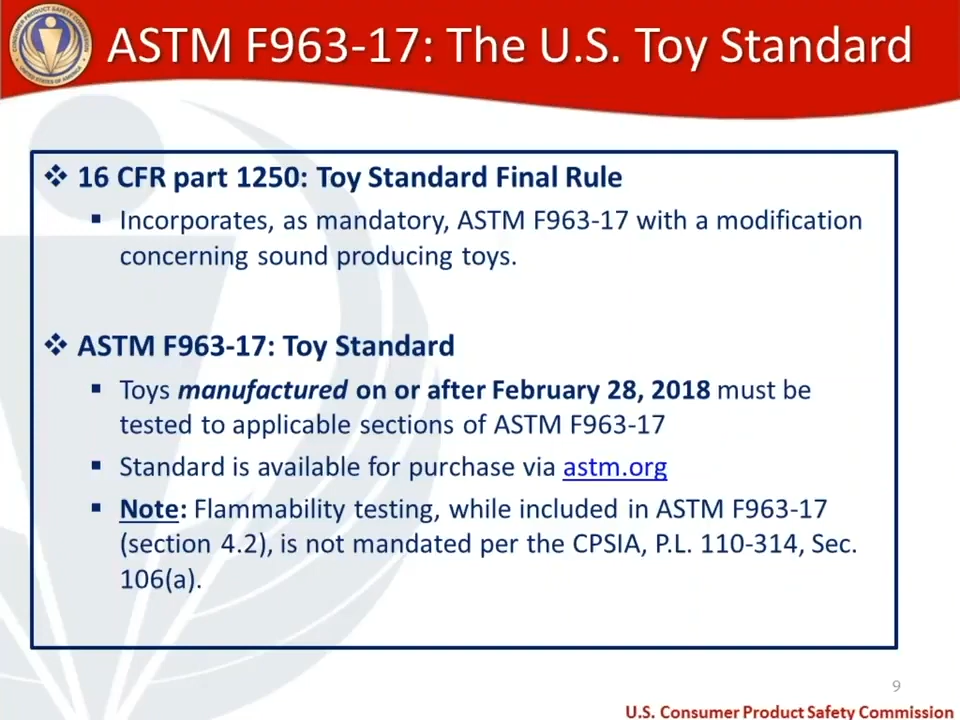 ASTM F963-17: The U.S. Toy Standard
❖ 16 CFR part 1250: Toy Standard Final Rule
▪ Incorporates, as mandatory, ASTM F963-17 with a modification
concerning sound producing toys.
❖ ASTM F963-17: Toy Standard
▪ Toys manufactured on or after February 28, 2018 must be
tested to applicable sections of ASTM F963-17
▪ Standard is available for purchase via astm.org
▪ Note: Flammability testing, while included in ASTM F963-17
(section 4.2), is not mandated per the CPSIA, P.L. 110-314, Sec.
106(a).
9
U.S. Consumer Product Safety Commission